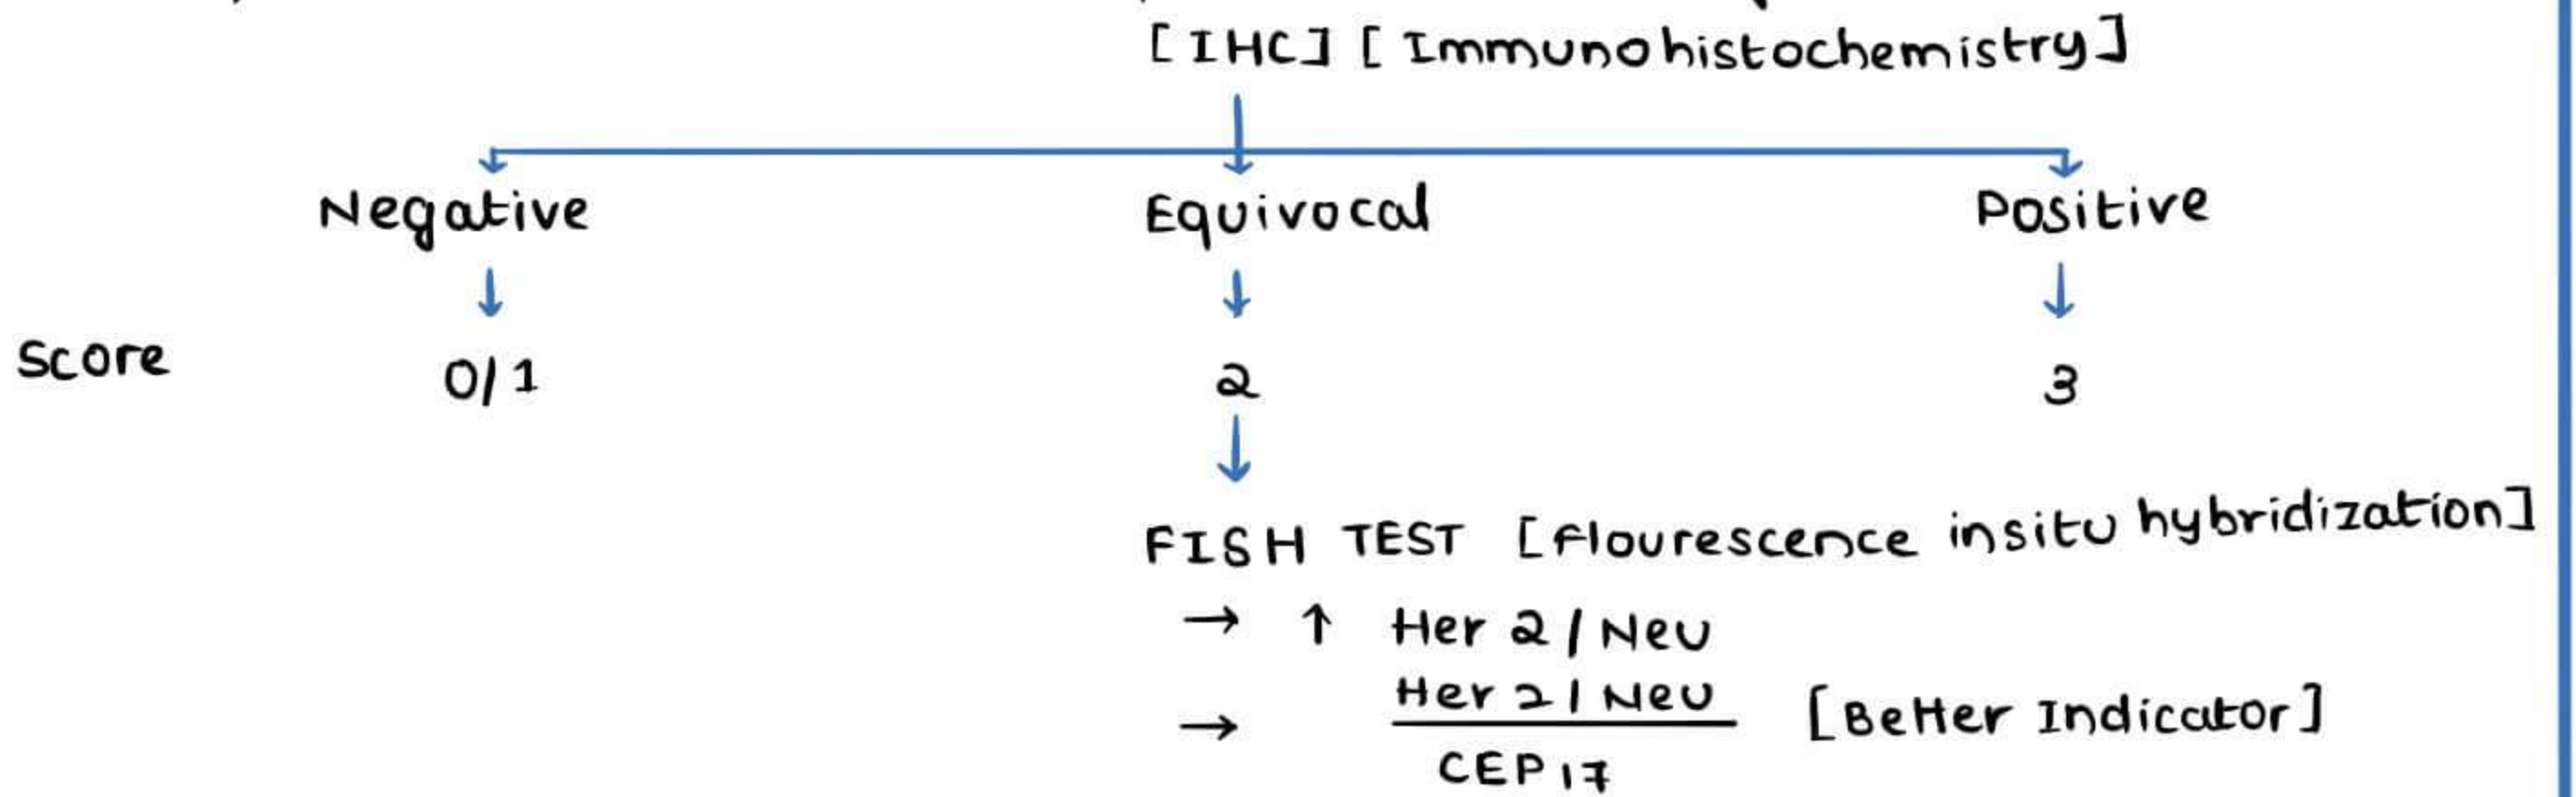 [IHC] [Immunohistochemistry]
Negative Equivocal Positive
Score 0/1 2 3
FISH TEST [flourescence insitu hybridization]
→ ↑ Her 2/Neu
→ Her 2/Neu [Better Indicator]
CEP17